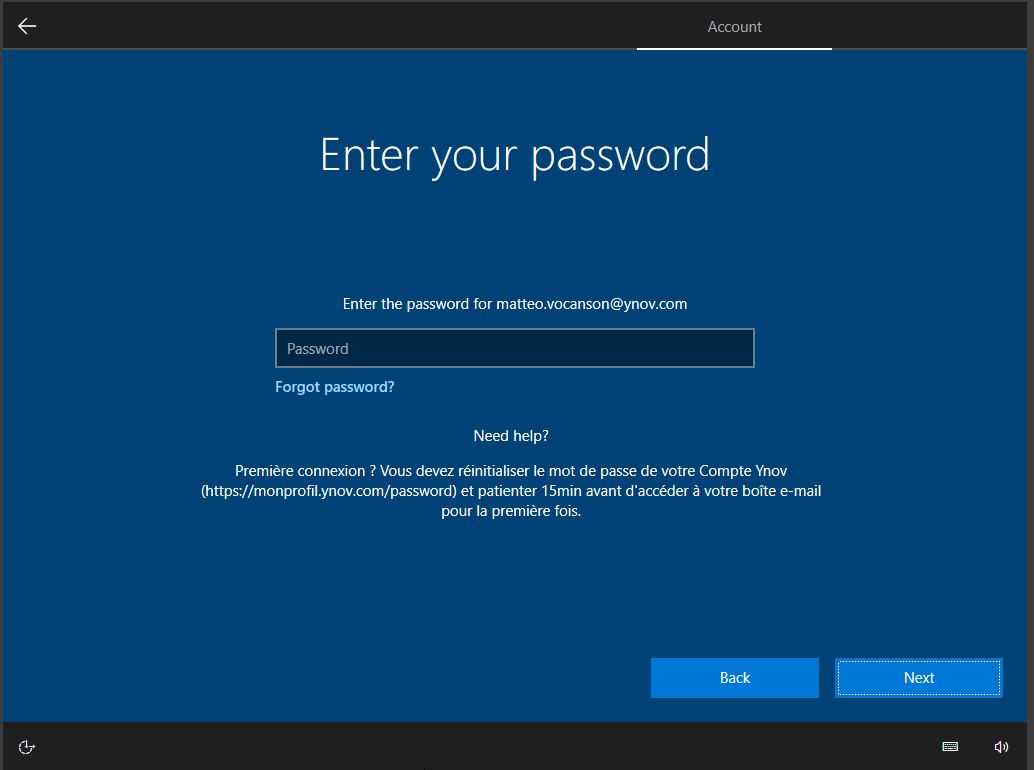 Account
Enter your password
Enter the password for matteo.vocanson@ynov.com
Password
Forgot password?
Need help?
Première connexion ? Vous devez réinitialiser le mot de passe de votre Compte Ynov
(https://monprofil.ynov.com/password) et patienter 15min avant d'accéder à votre boîte e-mail
pour la première fois.
Back
Next